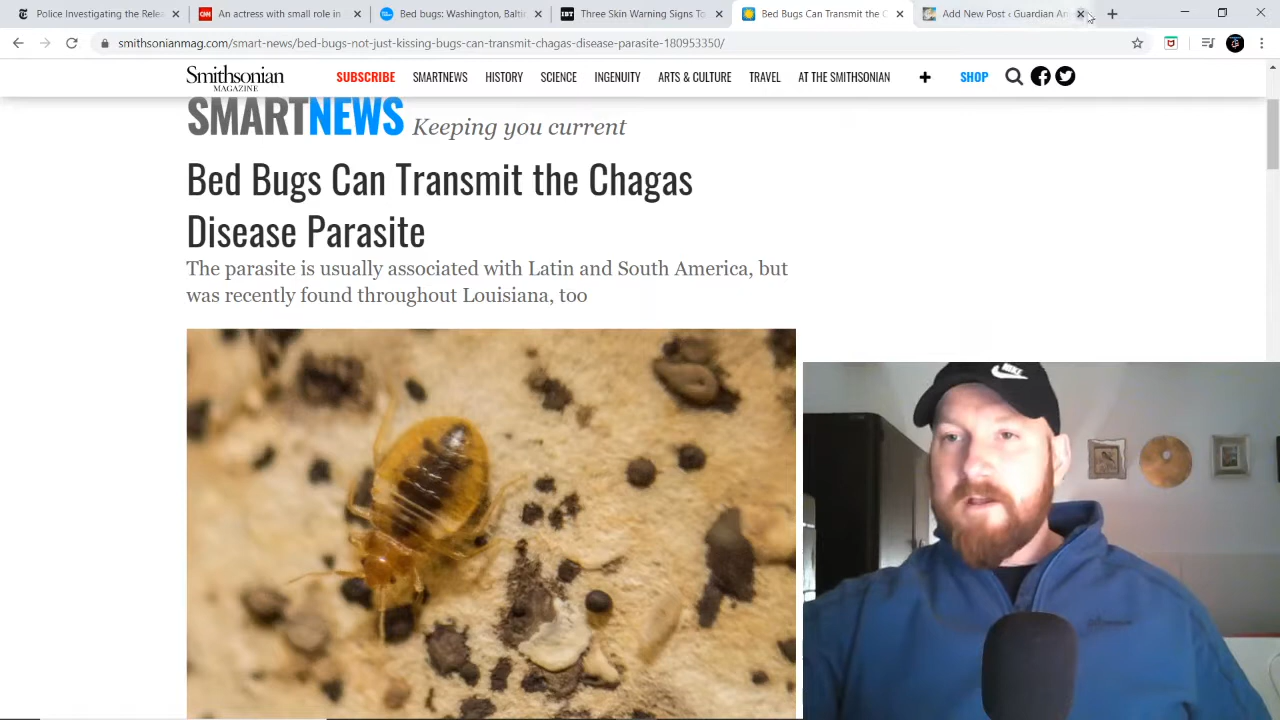 Police Investigating the Relea
An actress with small role in
Bed bugs: Washington, Balti
Three Skin Warning Signs To
Bed Bugs Can Transmit the C
Add New Post ‹ Guardian An
smithsonianmag.com/smart-news/bed-bugs-not-just-kissing-bugs-can-transmit-chagas-disease-parasite-180953350/
Smithsonian
MAGAZINE
SUBSCRIBE SMARTNEWS HISTORY SCIENCE INGENUITY ARTS & CULTURE TRAVEL AT THE SMITHSONIAN SHOP
SMARTNEWS Keeping you current
Bed Bugs Can Transmit the Chagas
Disease Parasite
The parasite is usually associated with Latin and South America, but
was recently found throughout Louisiana, too